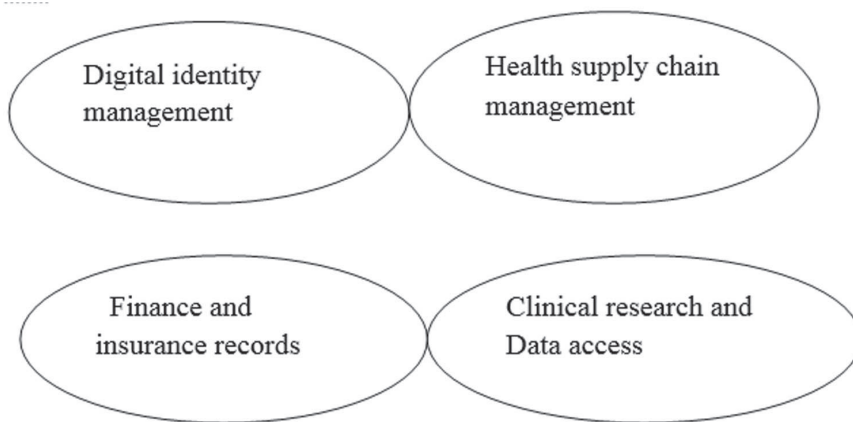 Digital identity
management
Health supply chain
management
Finance and
insurance records
Clinical research and
Data access